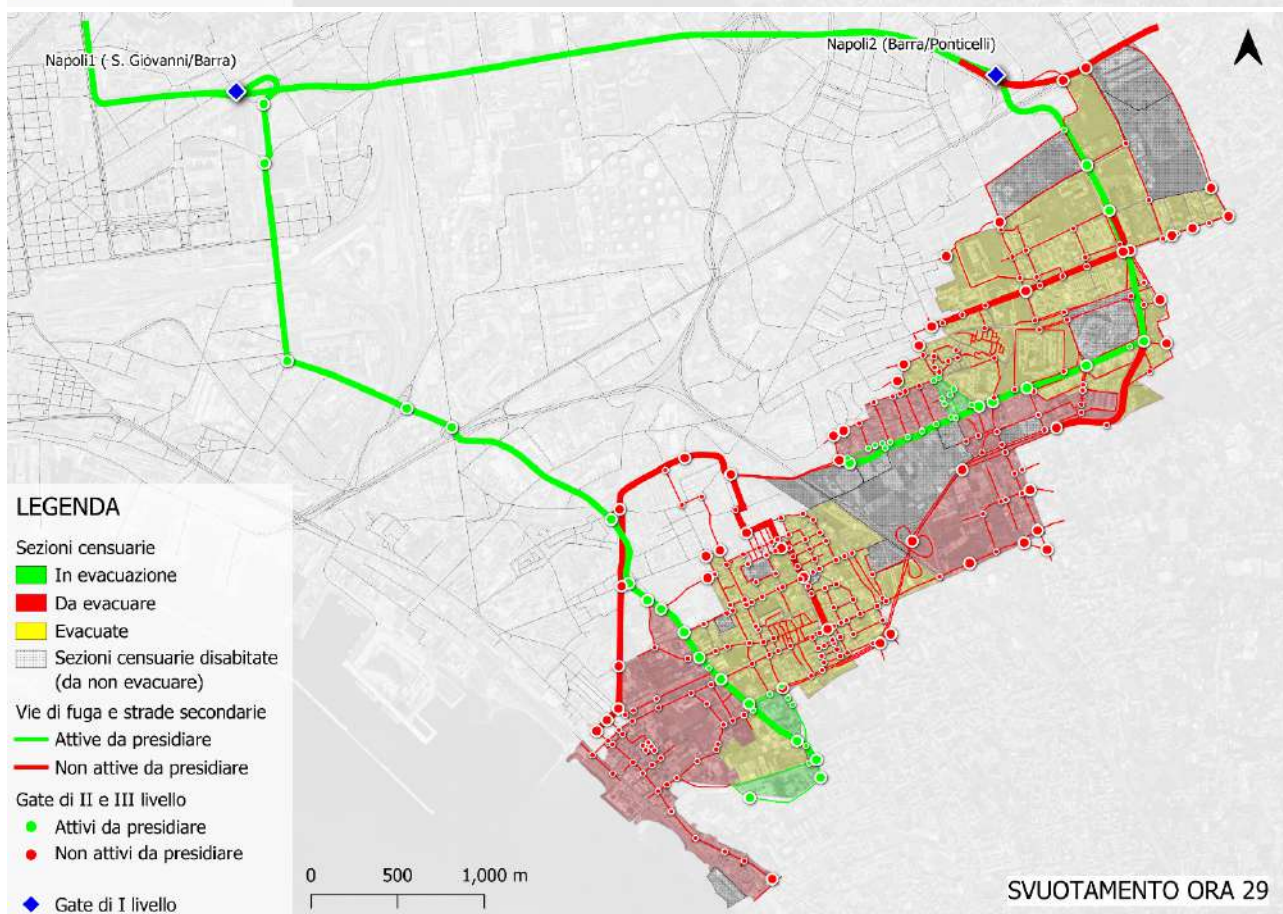 Napoli1 ( S. Giovanni/Barra)
Napoli2 (Barra/Ponticelli)
LEGENDA
Sezioni censuarie
In evacuazione
Da evacuare
Evacuate
Sezioni censuarie disabitate
(da non evacuare)
Vie di fuga e strade secondarie
Attive da presidiare
Non attive da presidiare
Gate di II e III livello
Attivi da presidiare
Non attivi da presidiare
Gate di I livello
0 500 1,000 m
SVUOTAMENTO ORA 29